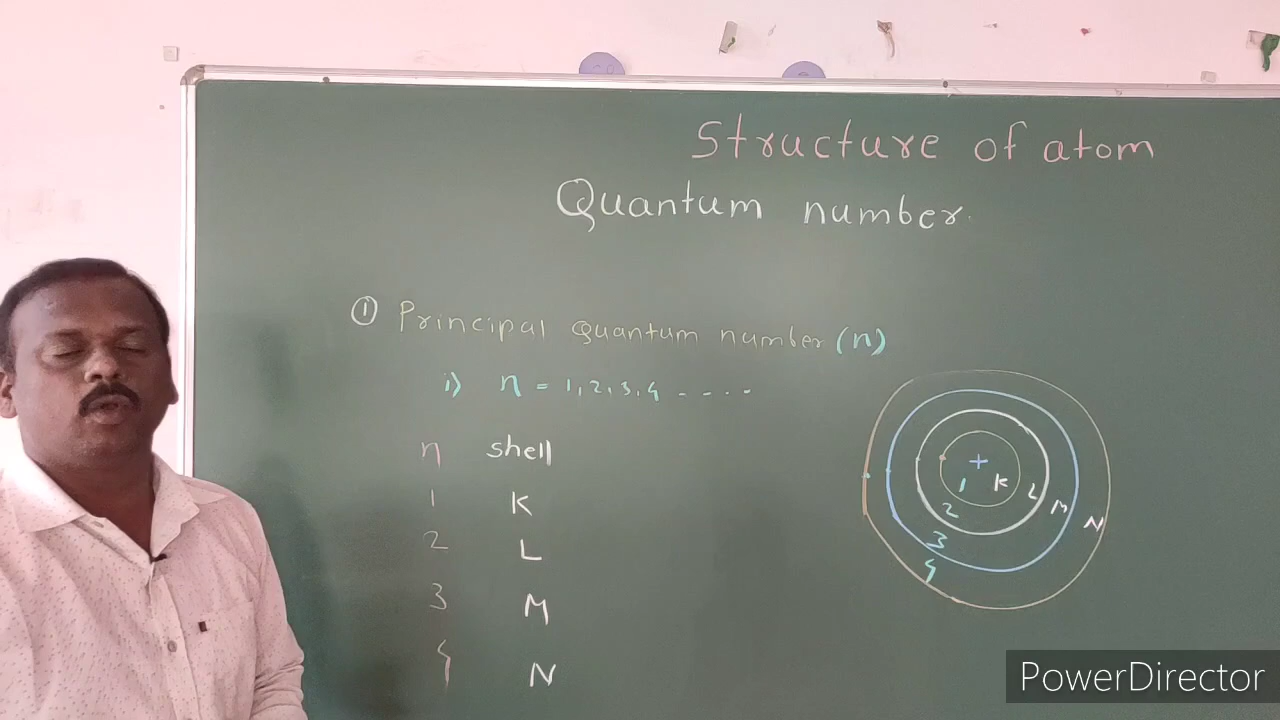 Structure of atom
Quantum number.
① Principal Quantum number (n)
i) n = 1, 2, 3, 4 - - - -
n shell
1 K
2 L
3 M
4 N
+
1 K
2 L
3 M
4 N
PowerDirector